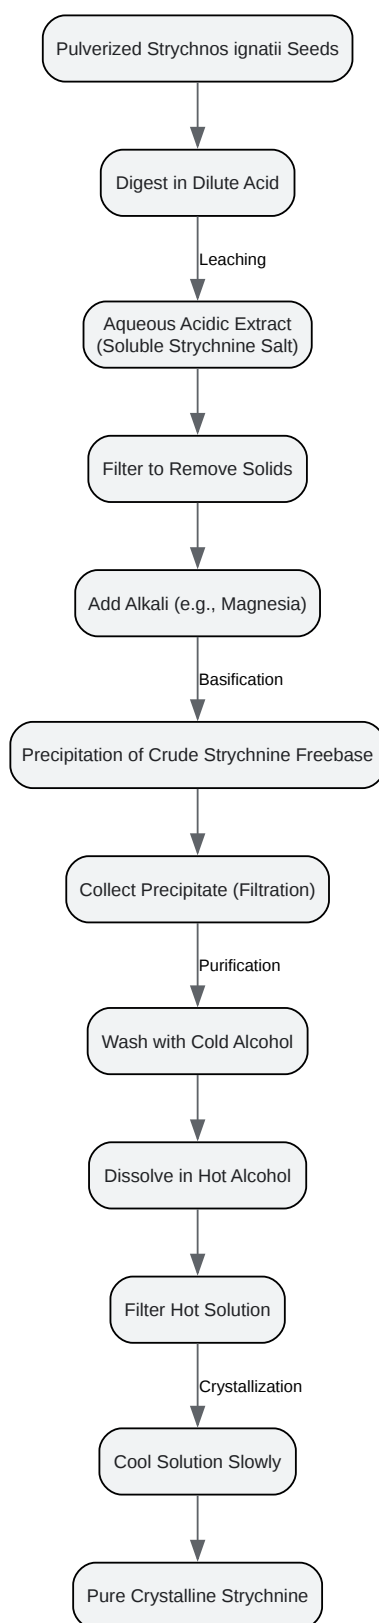 Pulverized Strychnos ignatii Seeds
Digest in Dilute Acid
Leaching
Aqueous Acidic Extract
(Soluble Strychnine Salt)
Filter to Remove Solids
Add Alkali (e.g., Magnesia)
Basification
Precipitation of Crude Strychnine Freebase
Collect Precipitate (Filtration)
Purification
Wash with Cold Alcohol
Dissolve in Hot Alcohol
Filter Hot Solution
Crystallization
Cool Solution Slowly
Pure Crystalline Strychnine